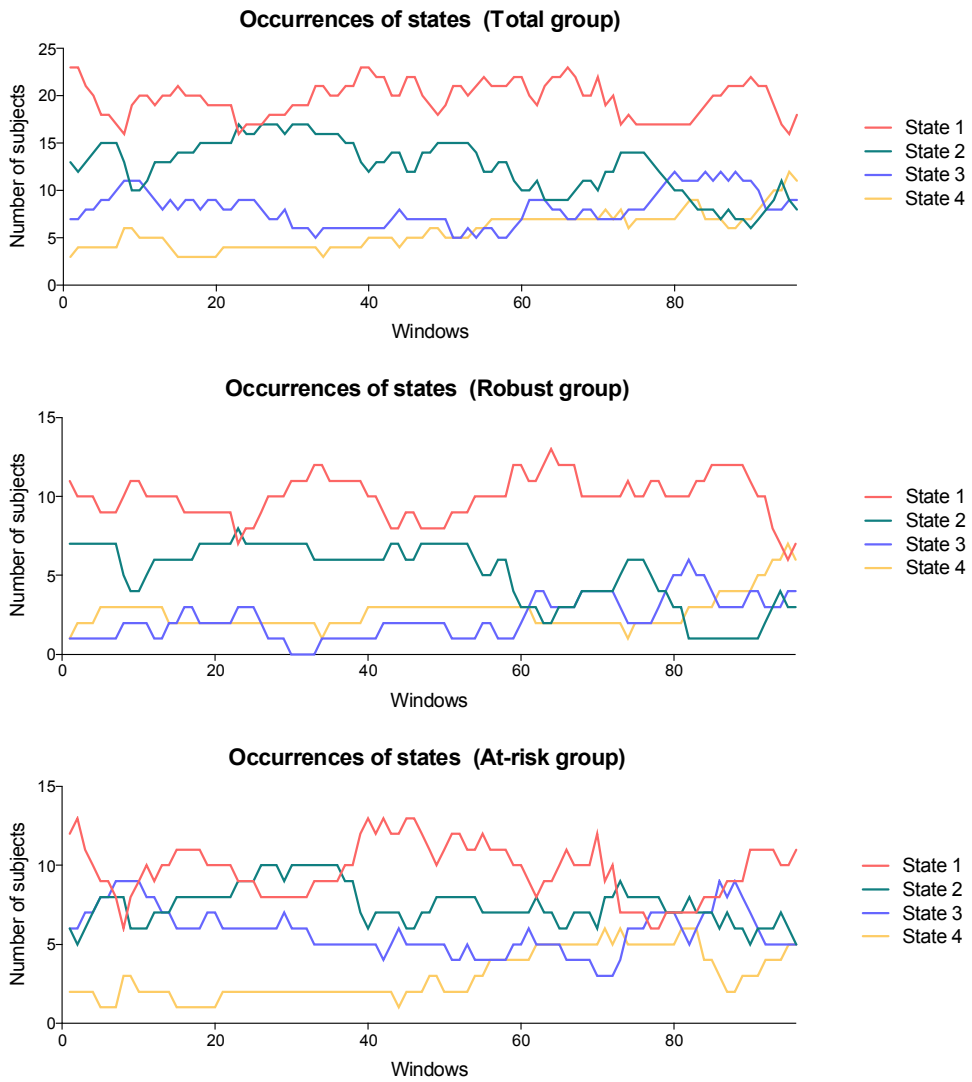 Occurrences of states (Total group)
25
20
15
10
5
0
Number of subjects
0 20 40 60 80
Windows
State 1
State 2
State 3
State 4
Occurrences of states (Robust group)
15
10
5
0
Number of subjects
0 20 40 60 80
Windows
State 1
State 2
State 3
State 4
Occurrences of states (At-risk group)
15
10
5
0
Number of subjects
0 20 40 60 80
Windows
State 1
State 2
State 3
State 4